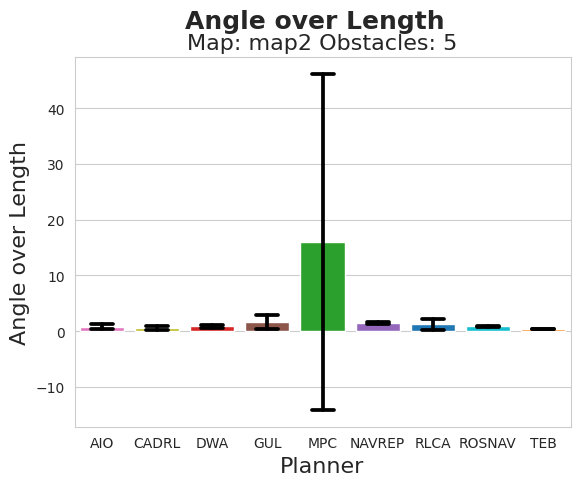 Angle over Length
Map: map2 Obstacles: 5
Angle over Length
40
30
20
10
0
−10
AIO CADRL DWA GUL MPC NAVREP RLCA ROSNAV TEB
Planner